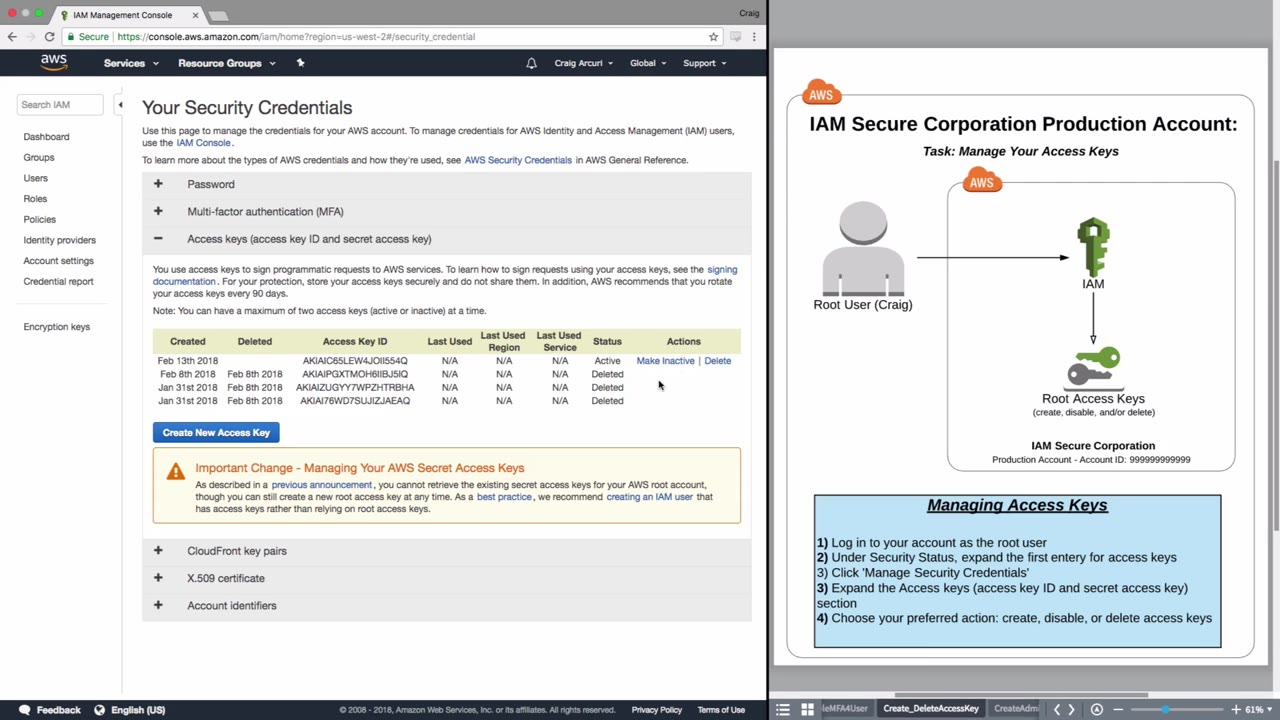 IAM Management Console
Craig
Secure | https://console.aws.amazon.com/iam/home?region=us-west-2#/security_credential
aws
Services
Resource Groups
Craig Arcuri
Global
Support
Search IAM
Dashboard
Groups
Users
Roles
Policies
Identity providers
Account settings
Credential report
Encryption keys
Your Security Credentials
Use this page to manage the credentials for your AWS account. To manage credentials for AWS Identity and Access Management (IAM) users,
use the IAM Console.
To learn more about the types of AWS credentials and how they're used, see AWS Security Credentials in AWS General Reference.
+ Password
+ Multi-factor authentication (MFA)
− Access keys (access key ID and secret access key)
You use access keys to sign programmatic requests to AWS services. To learn how to sign requests using your access keys, see the signing
documentation. For your protection, store your access keys securely and do not share them. In addition, AWS recommends that you rotate
your access keys every 90 days.
Note: You can have a maximum of two access keys (active or inactive) at a time.
Created Deleted Access Key ID Last Used Last Used Region Last Used Service Status Actions
Feb 13th 2018 AKIAIC65LEW4JOII554Q N/A N/A N/A Active Make Inactive | Delete
Feb 8th 2018 Feb 8th 2018 AKIAIPGXTMOH6IIBJ5IQ N/A N/A N/A Deleted
Jan 31st 2018 Feb 8th 2018 AKIAIZUGYY7WPZHTRBHA N/A N/A N/A Deleted
Jan 31st 2018 Feb 8th 2018 AKIAI76WD7SUJIZJAEAQ N/A N/A N/A Deleted
Create New Access Key
Important Change - Managing Your AWS Secret Access Keys
As described in a previous announcement, you cannot retrieve the existing secret access keys for your AWS root account,
though you can still create a new root access key at any time. As a best practice, we recommend creating an IAM user that
has access keys rather than relying on root access keys.
+ CloudFront key pairs
+ X.509 certificate
+ Account identifiers
Feedback
English (US)
© 2008 - 2018, Amazon Web Services, Inc. or its affiliates. All rights reserved.
Privacy Policy
Terms of Use
AWS
IAM Secure Corporation Production Account:
Task: Manage Your Access Keys
AWS
Root User (Craig)
IAM
Root Access Keys
(create, disable, and/or delete)
IAM Secure Corporation
Production Account - Account ID: 999999999999
Managing Access Keys
1) Log in to your account as the root user
2) Under Security Status, expand the first entery for access keys
3) Click 'Manage Security Credentials'
3) Expand the Access keys (access key ID and secret access key)
section
4) Choose your preferred action: create, disable, or delete access keys
leMFA4User
Create_DeleteAccessKey
CreateAdm
61%